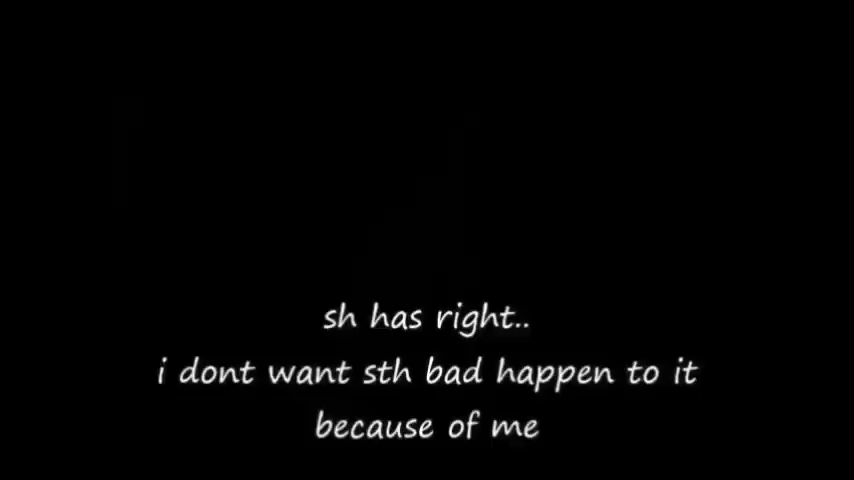 sh has right..
i dont want sth bad happen to it
because of me